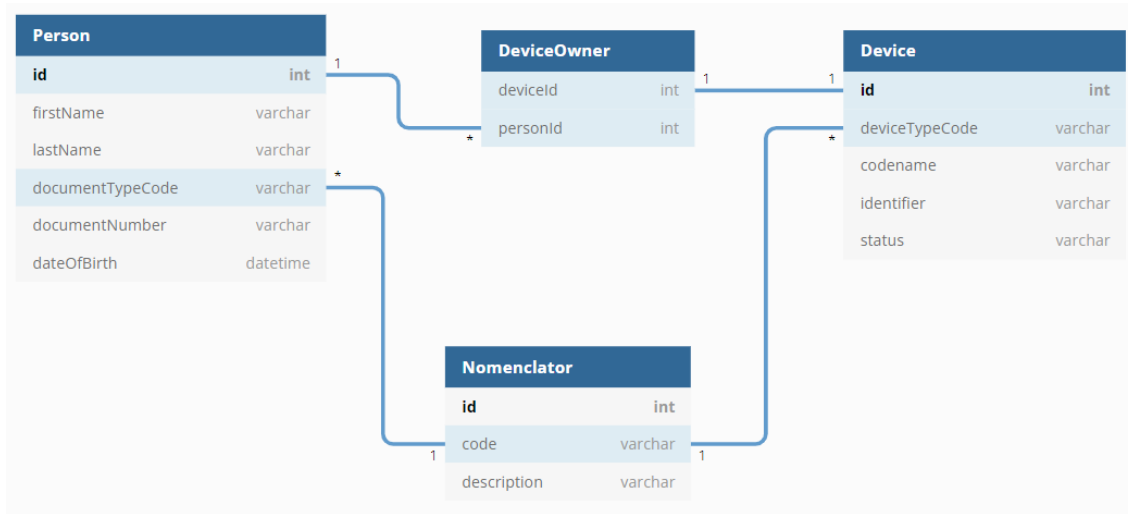 Person
id int
firstName varchar
lastName varchar
documentTypeCode varchar
documentNumber varchar
dateOfBirth datetime
1
*
DeviceOwner
deviceId int
personId int
*
1
1
Device
id int
deviceTypeCode varchar
codename varchar
identifier varchar
status varchar
*
Nomenclator
id int
code varchar
description varchar
1
1